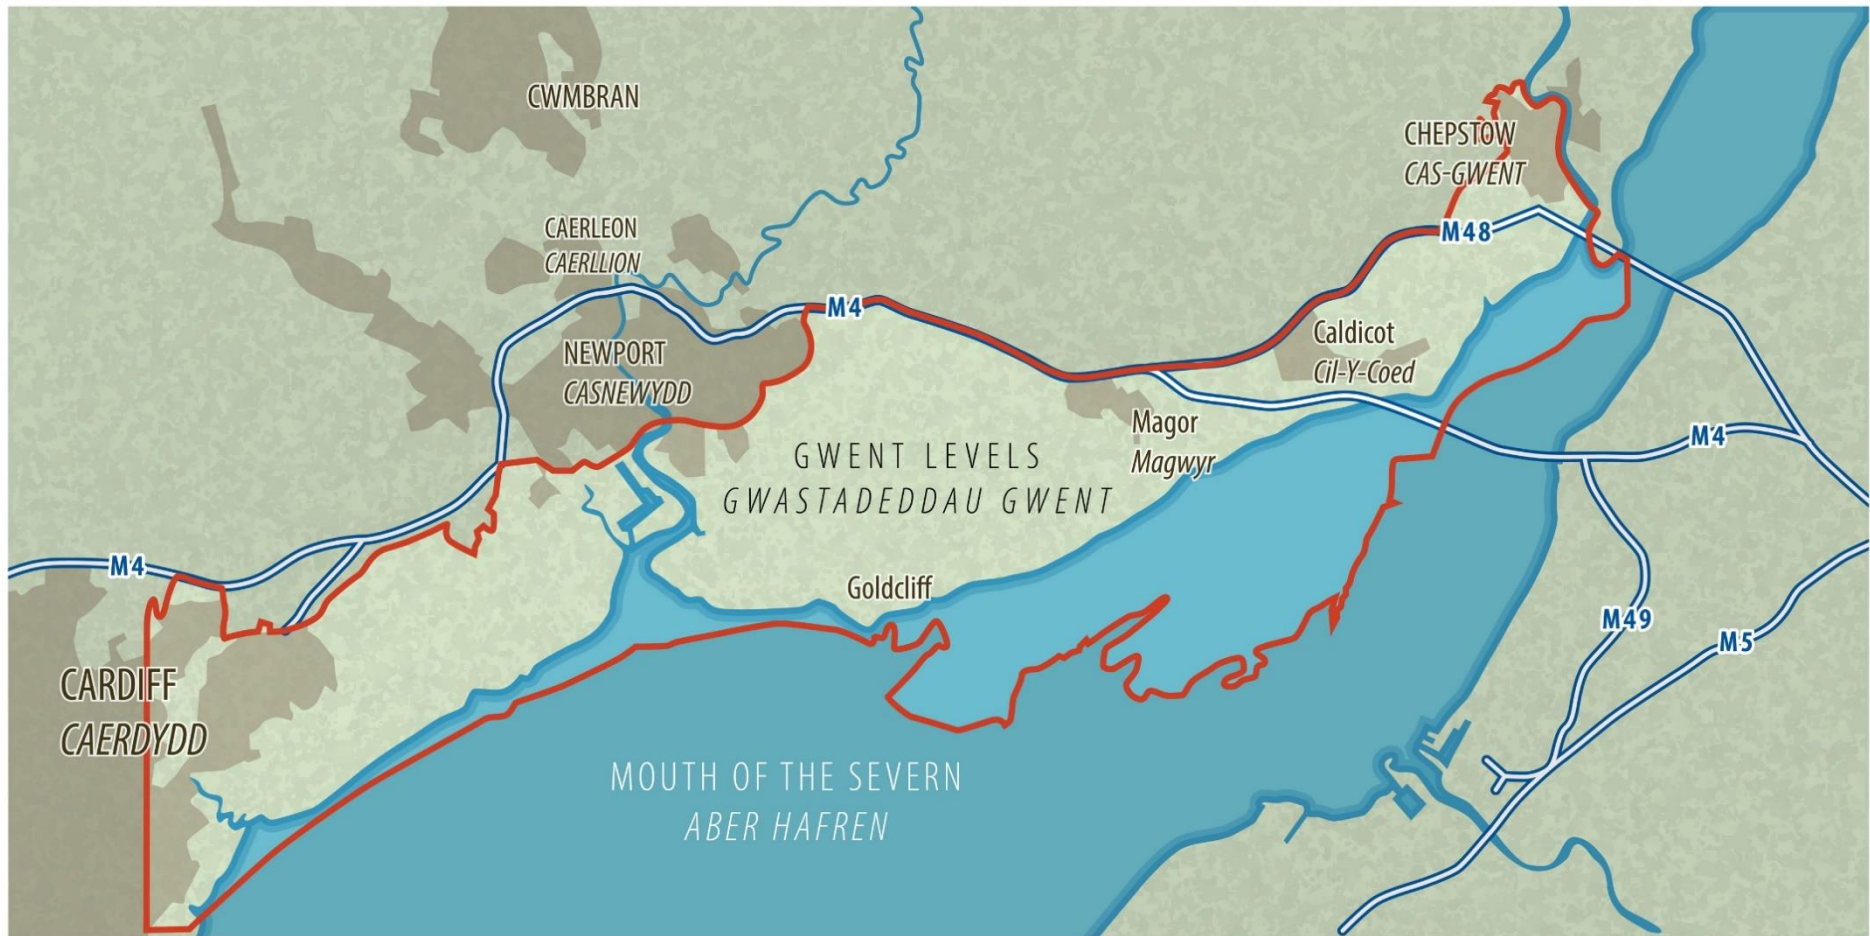 CWMBRAN
CHEPSTOW
CAS-GWENT
CAERLEON
CAERLLION
M48
M4
NEWPORT
CASNEWYDD
Caldicot
Cil-Y-Coed
Magor
Magwyr
M4
GWENT LEVELS
GWASTADEDDAU GWENT
M4
Goldcliff
M49
M5
CARDIFF
CAERDYDD
MOUTH OF THE SEVERN
ABER HAFREN